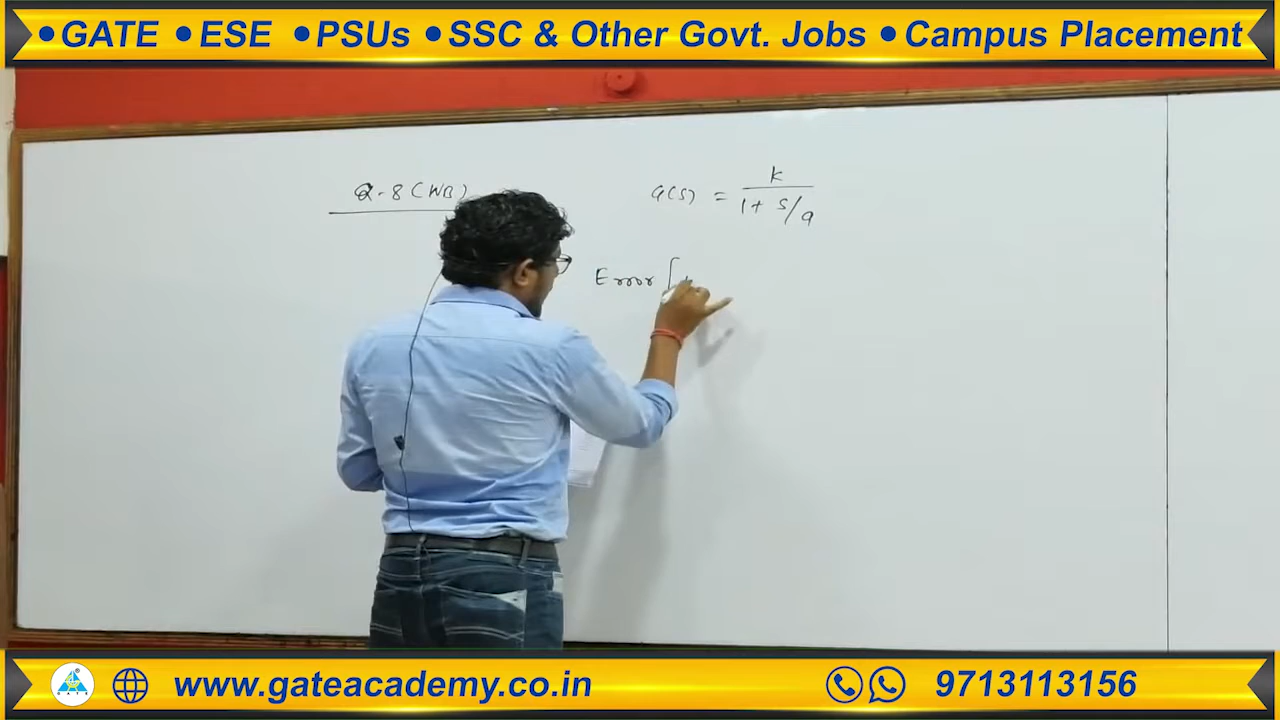 •GATE •ESE •PSUs •SSC & Other Govt. Jobs •Campus Placement
Q-8 (WB)
G(s) = K / (1 + s/a)
Error [
www.gateacademy.co.in
9713113156